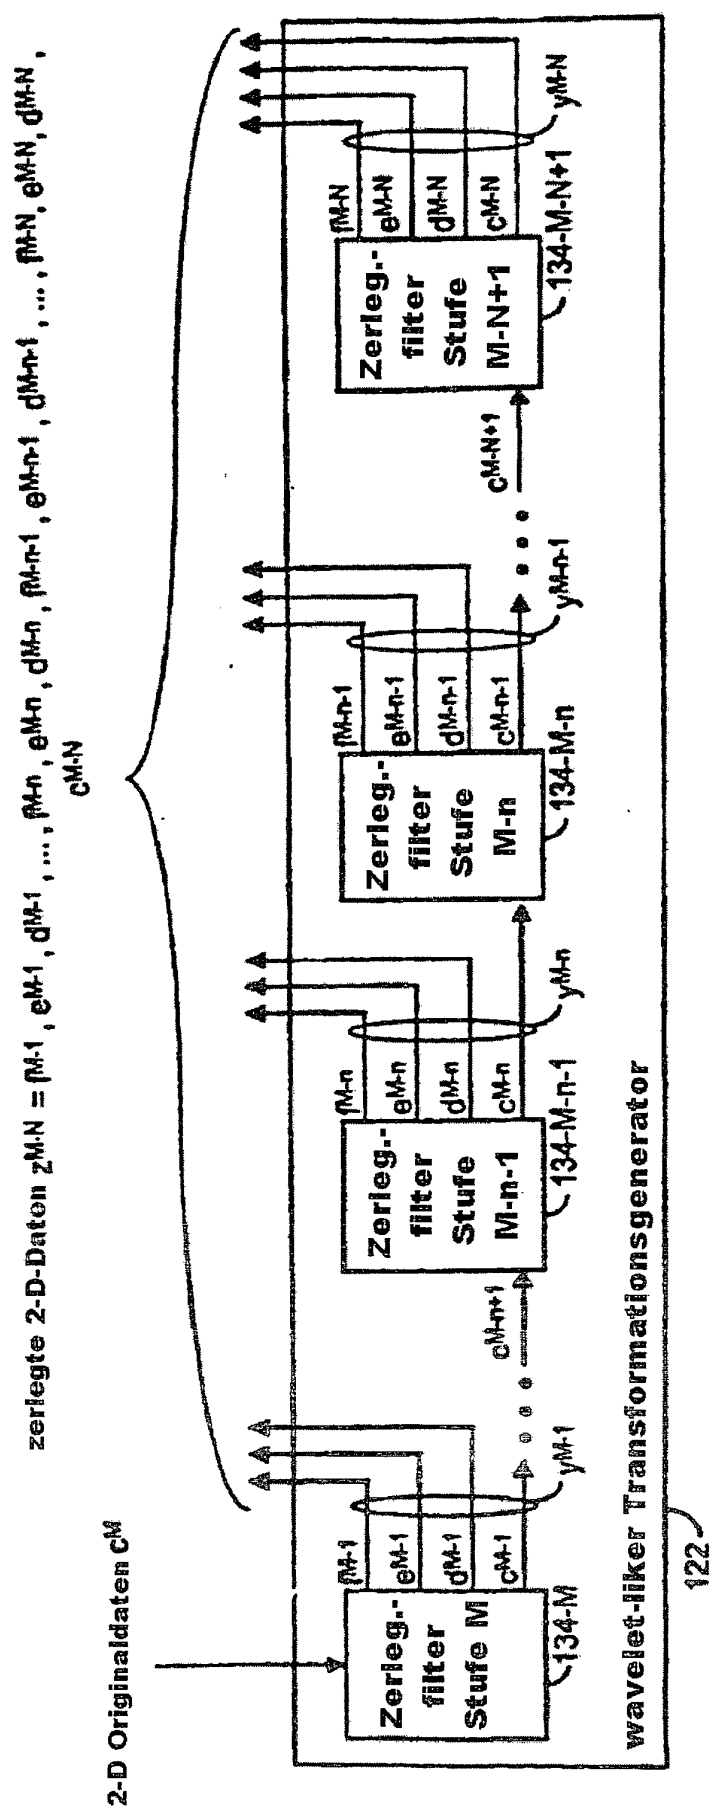 zerlegte 2-D-Daton z^M-N = f^M-1, e^M-1, d^M-1, ..., f^M-n, e^M-n, d^M-n, f^M-n-1, e^M-n-1, d^M-n-1, ..., f^M-N, e^M-N, d^M-N,
c^M-N
2-D Originaldaten c^M
Zerleg.-
filter
Stufe M
134-M
f^M-1
e^M-1
d^M-1
c^M-1
y^M-1
c^M-n+1
Zerleg.-
filter
Stufe
M-n-1
134-M-n-1
f^M-n
e^M-n
d^M-n
c^M-n
y^M-n
Zerleg.-
filter
Stufe
M-n
134-M-n
f^M-n-1
e^M-n-1
d^M-n-1
c^M-n-1
y^M-n-1
c^M-N+1
Zerleg.-
filter
Stufe
M-N+1
134-M-N+1
f^M-N
e^M-N
d^M-N
c^M-N
y^M-N
wavelet-liker Transformationsgenerator
122